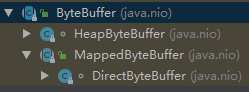 ByteBuffer (java.nio)
HeapByteBuffer (java.nio)
MappedByteBuffer (java.nio)
DirectByteBuffer (java.nio)